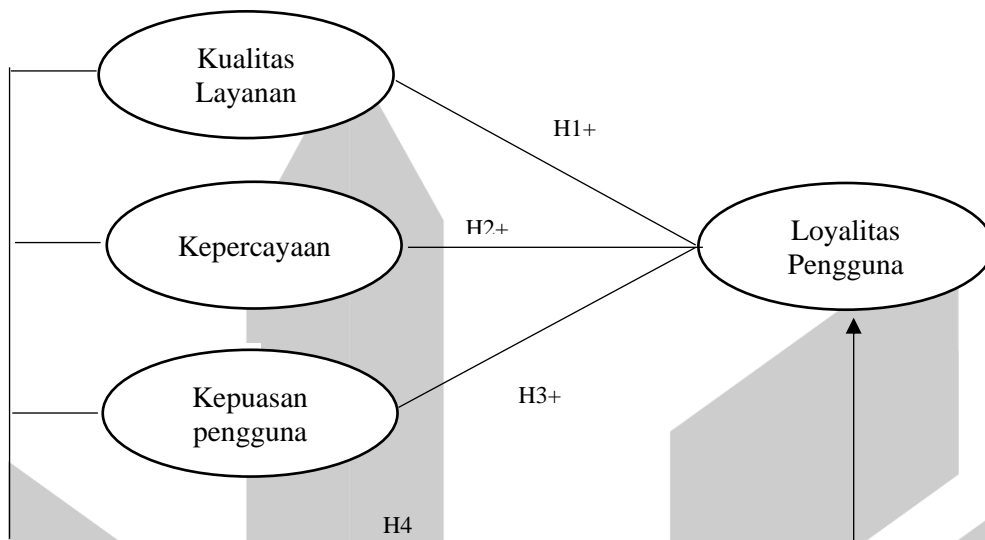 Kualitas
Layanan
H1+
Kepercayaan
H2+
Loyalitas
Pengguna
Kepuasan
pengguna
H3+
H4